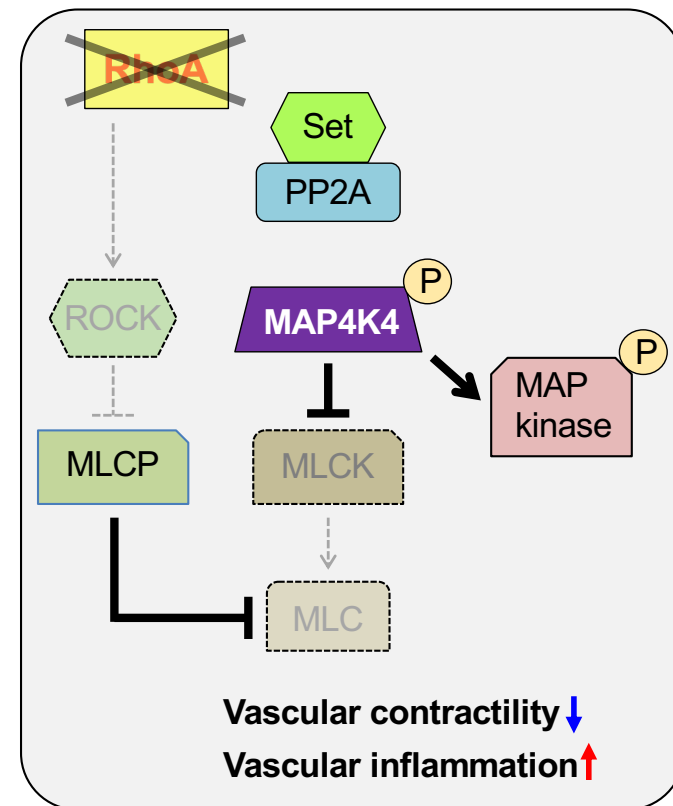 RhoA
Set
PP2A
P
ROCK
MAP4K4
P
MAP
kinase
MLCP
MLCK
MLC
Vascular contractility
Vascular inflammation